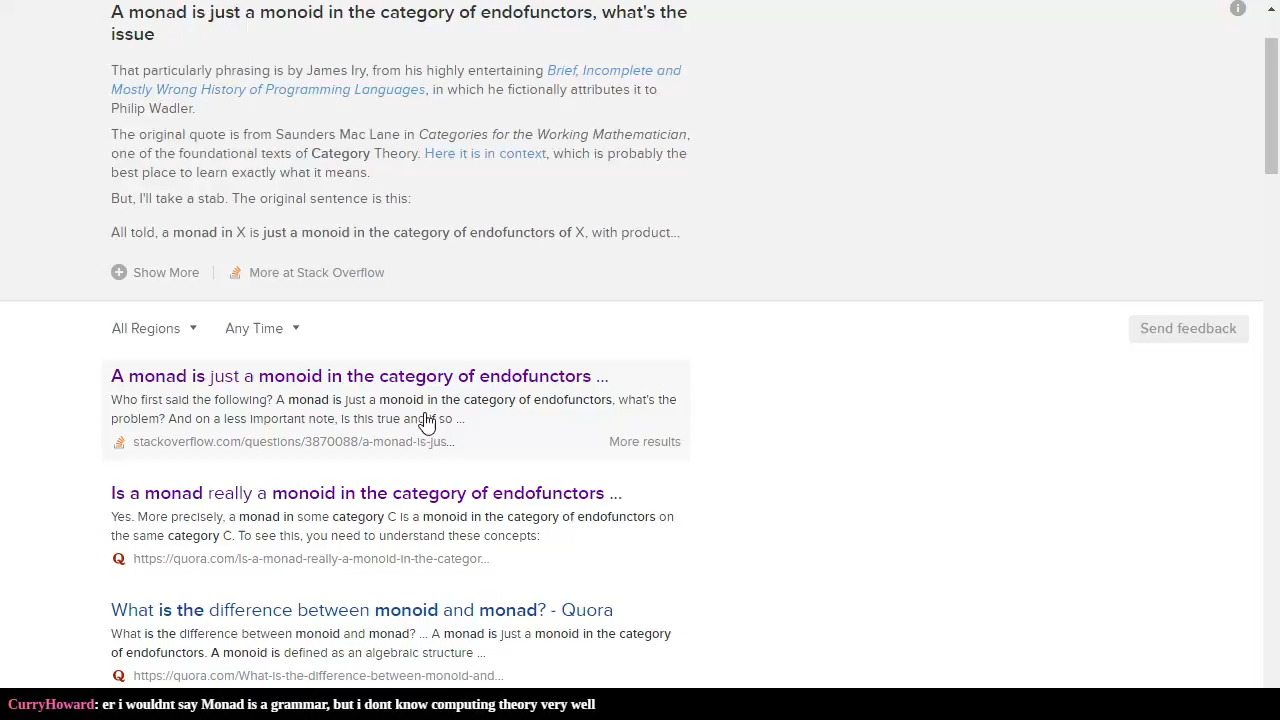 A monad is just a monoid in the category of endofunctors, what's the
issue
That particularly phrasing is by James Iry, from his highly entertaining Brief, Incomplete and
Mostly Wrong History of Programming Languages, in which he fictionally attributes it to
Philip Wadler.
The original quote is from Saunders Mac Lane in Categories for the Working Mathematician,
one of the foundational texts of Category Theory. Here it is in context, which is probably the
best place to learn exactly what it means.
But, I'll take a stab. The original sentence is this:
All told, a monad in X is just a monoid in the category of endofunctors of X, with product...
Show More
More at Stack Overflow
All Regions
Any Time
Send feedback
A monad is just a monoid in the category of endofunctors ...
Who first said the following? A monad is just a monoid in the category of endofunctors, what's the
problem? And on a less important note, is this true and if so ...
stackoverflow.com/questions/3870088/a-monad-is-jus...
More results
Is a monad really a monoid in the category of endofunctors ...
Yes. More precisely, a monad in some category C is a monoid in the category of endofunctors on
the same category C. To see this, you need to understand these concepts:
https://quora.com/Is-a-monad-really-a-monoid-in-the-categor...
What is the difference between monoid and monad? - Quora
What is the difference between monoid and monad? ... A monad is just a monoid in the category
of endofunctors. A monoid is defined as an algebraic structure ...
https://quora.com/What-is-the-difference-between-monoid-and...
CurryHoward: er i wouldnt say Monad is a grammar, but i dont know computing theory very well